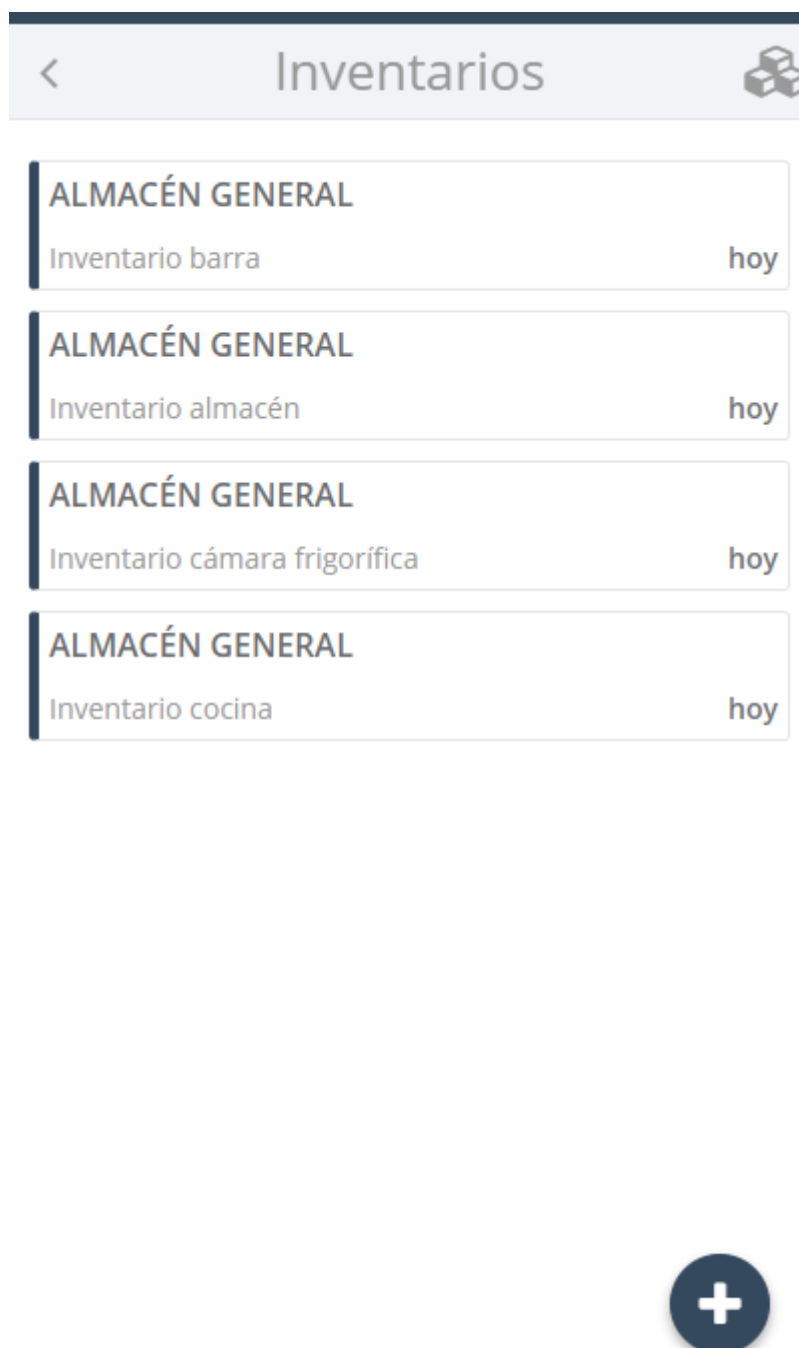 Inventarios
ALMACÉN GENERAL
Inventario barra hoy
ALMACÉN GENERAL
Inventario almacén hoy
ALMACÉN GENERAL
Inventario cámara frigorífica hoy
ALMACÉN GENERAL
Inventario cocina hoy